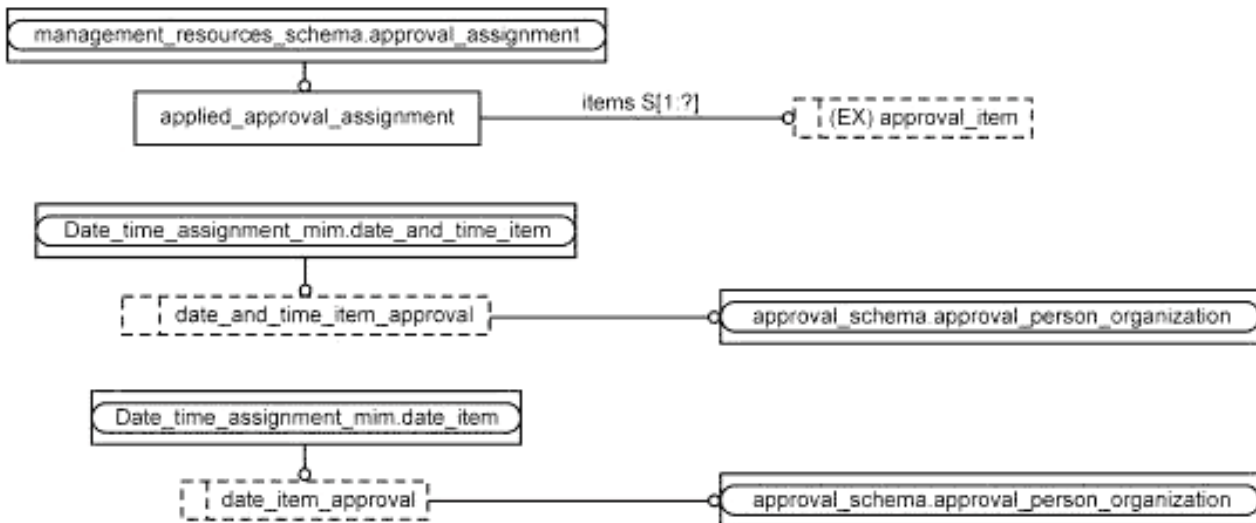 management_resources_schema.approval_assignment
applied_approval_assignment
items S[1:?]
(EX) approval_item
Date_time_assignment_mim.date_and_time_item
date_and_time_item_approval
approval_schema.approval_person_organization
Date_time_assignment_mim.date_item
date_item_approval
approval_schema.approval_person_organization